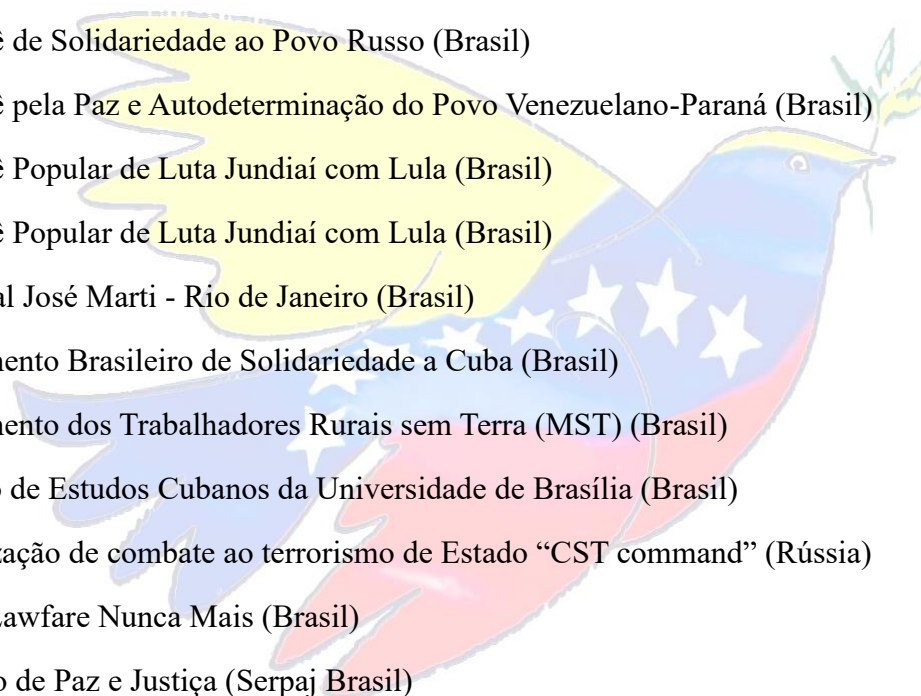 ê de Solidariedade ao Povo Russo (Brasil)
ê pela Paz e Autodeterminação do Povo Venezuelano-Paraná (Brasil)
ê Popular de Luta Jundiaí com Lula (Brasil)
ê Popular de Luta Jundiaí com Lula (Brasil)
al José Marti - Rio de Janeiro (Brasil)
mento Brasileiro de Solidariedade a Cuba (Brasil)
mento dos Trabalhadores Rurais sem Terra (MST) (Brasil)
o de Estudos Cubanos da Universidade de Brasília (Brasil)
zação de combate ao terrorismo de Estado “CST command” (Rússia)
Lawfare Nunca Mais (Brasil)
o de Paz e Justiça (Serpaj Brasil)